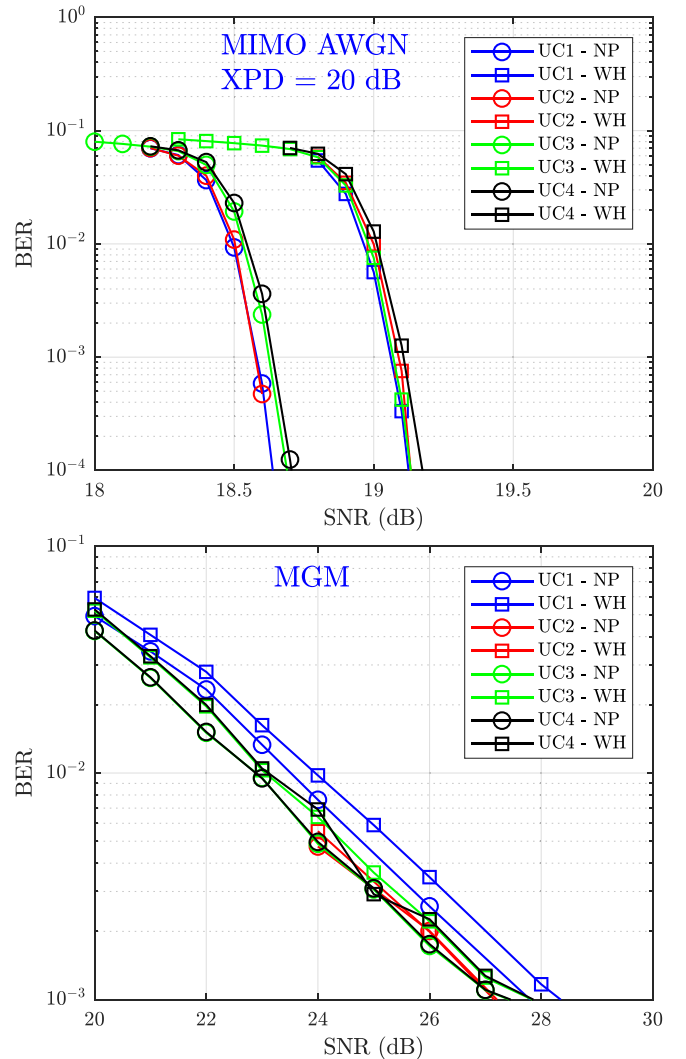 10^0
MIMO AWGN
XPD = 20 dB
UC1 - NP
UC1 - WH
UC2 - NP
UC2 - WH
UC3 - NP
UC3 - WH
UC4 - NP
UC4 - WH
10^{-1}
10^{-2}
10^{-3}
10^{-4}
BER
18 18.5 19 19.5 20
SNR (dB)
10^{-1}
MGM
UC1 - NP
UC1 - WH
UC2 - NP
UC2 - WH
UC3 - NP
UC3 - WH
UC4 - NP
UC4 - WH
10^{-2}
10^{-3}
BER
20 22 24 26 28 30
SNR (dB)